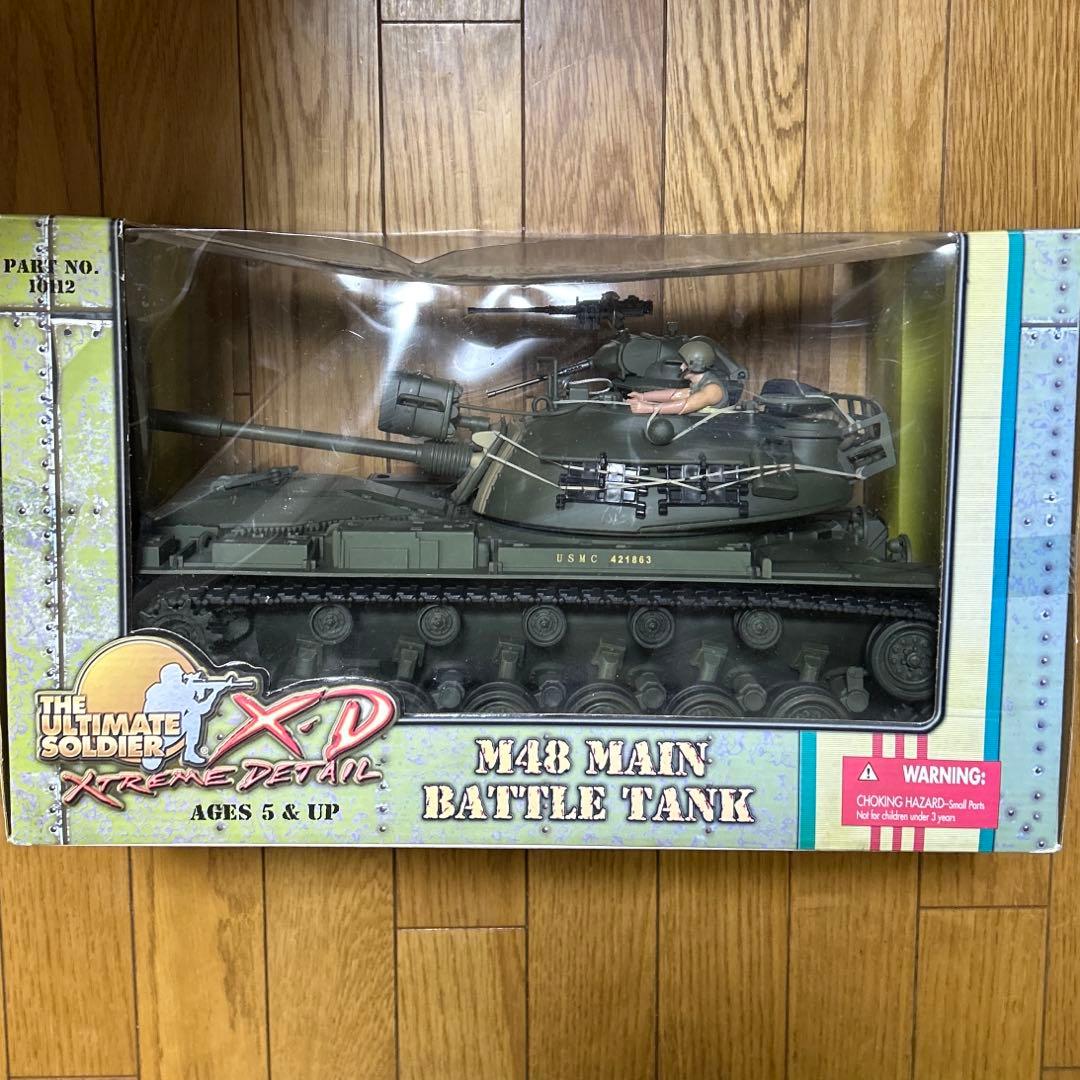 PART NO.
10112
USMC 421863
THE
ULTIMATE
SOLDIER®
X-D
XTREME DETAIL
AGES 5 & UP
M48 MAIN
BATTLE TANK
WARNING:
CHOKING HAZARD-Small Parts
Not for children under 3 years